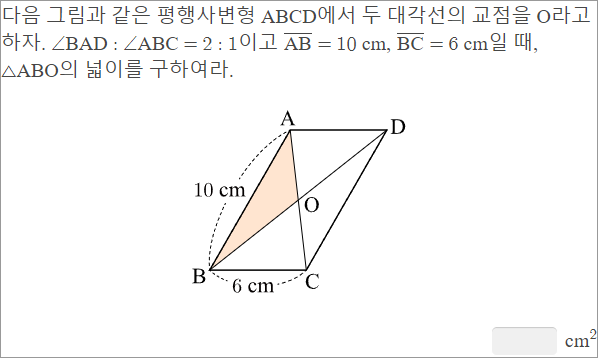 다음 그림과 같은 평행사변형 ABCD에서 두 대각선의 교점을 O라고
하자. ∠BAD : ∠ABC = 2 : 1이고 A̅B̅ = 10 cm, B̅C̅ = 6 cm일 때,
△ABO의 넓이를 구하여라.
A
D
10 cm
O
B
6 cm
C
cm²